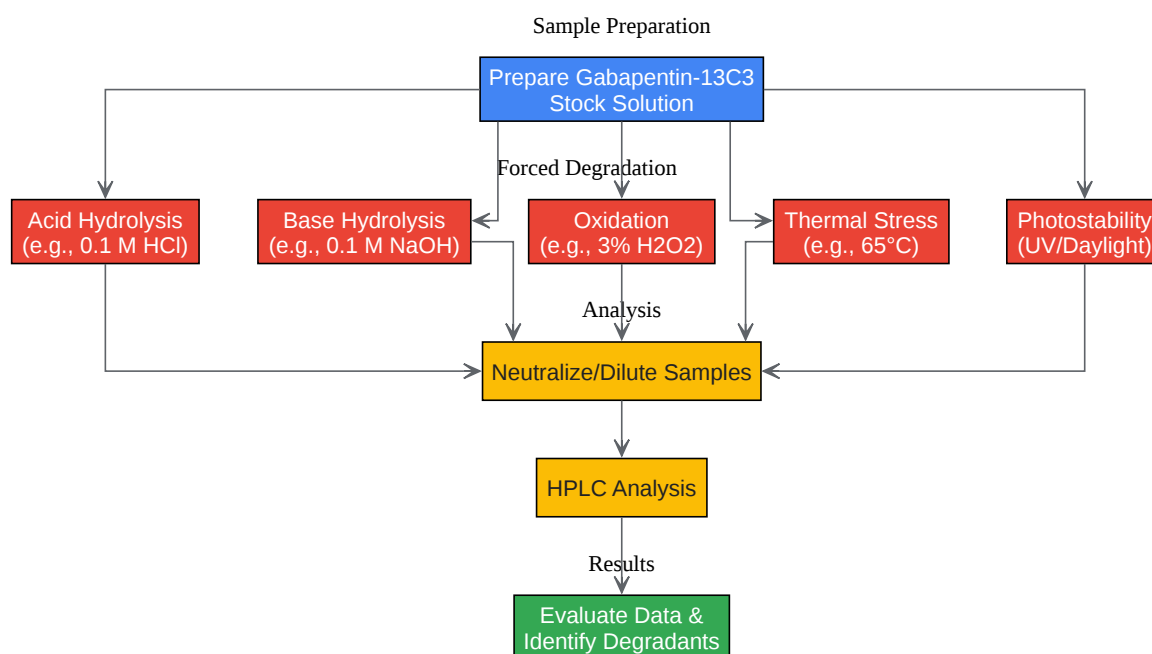 Sample Preparation
Prepare Gabapentin-13C3
Stock Solution
Forced Degradation
Acid Hydrolysis
(e.g., 0.1 M HCl)
Base Hydrolysis
(e.g., 0.1 M NaOH)
Oxidation
(e.g., 3% H2O2)
Thermal Stress
(e.g., 65°C)
Photostability
(UV/Daylight)
Analysis
Neutralize/Dilute Samples
HPLC Analysis
Results
Evaluate Data &
Identify Degradants